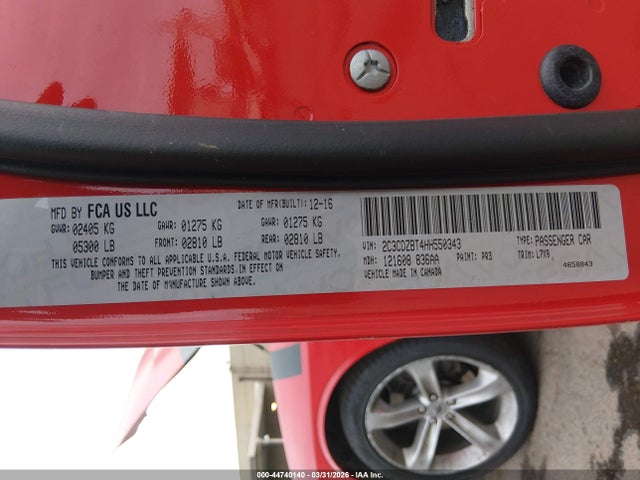 MFD BY FCA US LLC DATE OF MFR(BUILT): 12-16
GVWR: 02405 KG GAWR: 01275 KG GAWR: 01275 KG
05300 LB FRONT: 02810 LB REAR: 02810 LB
THIS VEHICLE CONFORMS TO ALL APPLICABLE U.S.A. FEDERAL MOTOR VEHICLE SAFETY,
BUMPER AND THEFT PREVENTION STANDARDS IN EFFECT ON
THE DATE OF MANUFACTURE SHOWN ABOVE.
VIN: 2C3CDZBT4HH550343 TYPE: PASSENGER CAR
MDH: 121608 836AA PAINT: PR3 TRIM: L7X9
VEHICLE MADE IN CANADA 4658843
000-44740140 - 03/31/2026 - IAA Inc. - copyright